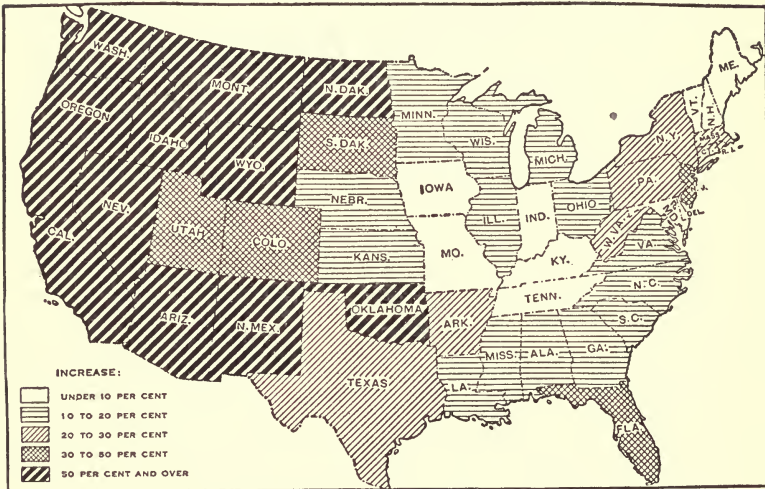 WASH.
MONT.
N.DAK.
MINN.
ME.
VT.
N.H.
OREGON
IDAHO
S.DAK.
WIS.
MICH.
N.Y.
MASS.
CT.
R.I.
WYO.
IOWA
PA.
N.J.
NEV.
NEBR.
ILL.
IND.
OHIO
DEL.
UTAH
COLO.
W.VA.
VA.
CAL.
KANS.
MO.
KY.
N.C.
TENN.
ARIZ.
N.MEX.
OKLAHOMA
ARK.
S.C.
MISS.
ALA.
GA.
TEXAS
LA.
FLA.
INCREASE:
UNDER 10 PER CENT
10 TO 20 PER CENT
20 TO 30 PER CENT
30 TO 50 PER CENT
50 PER CENT AND OVER